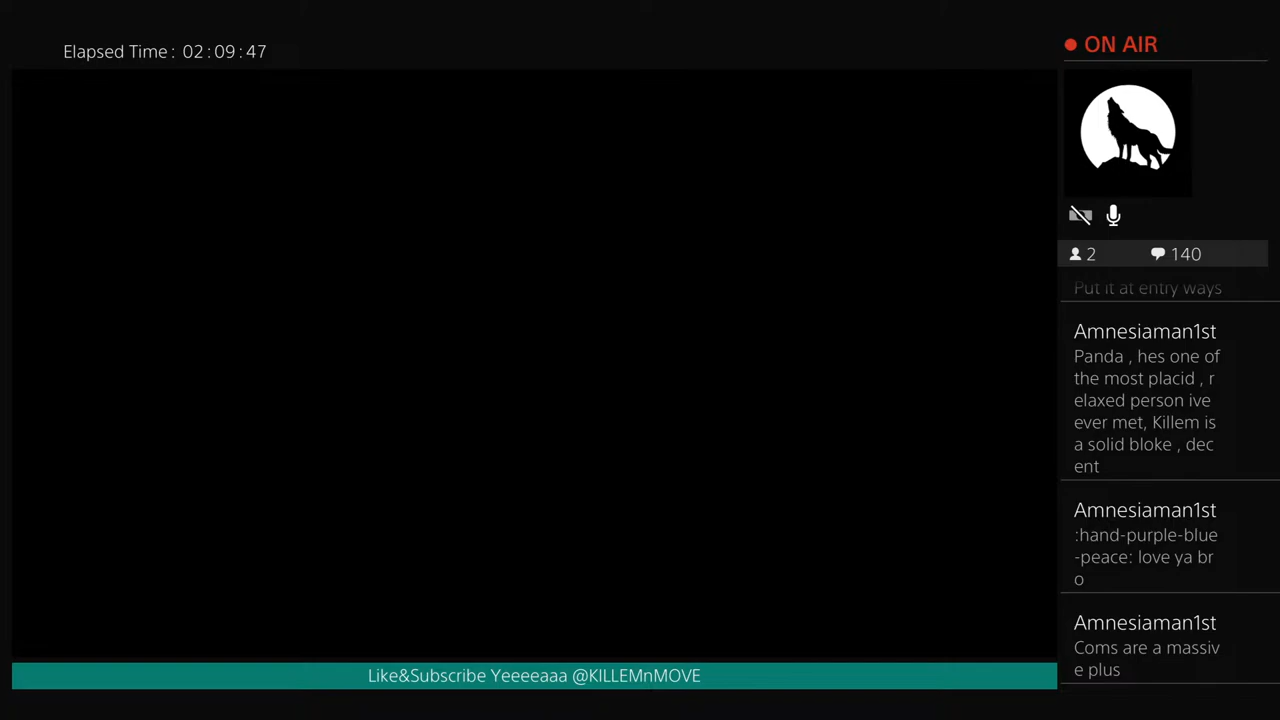 Elapsed Time : 02:09:47
ON AIR
2 140
Put it at entry ways
Amnesiaman1st
Panda , hes one of
the most placid , r
elaxed person ive
ever met, Killem is
a solid bloke , dec
ent
Amnesiaman1st
:hand-purple-blue
-peace: love ya br
o
Amnesiaman1st
Coms are a massiv
e plus
Like&Subscribe Yeeeeaaa @KILLEMnMOVE